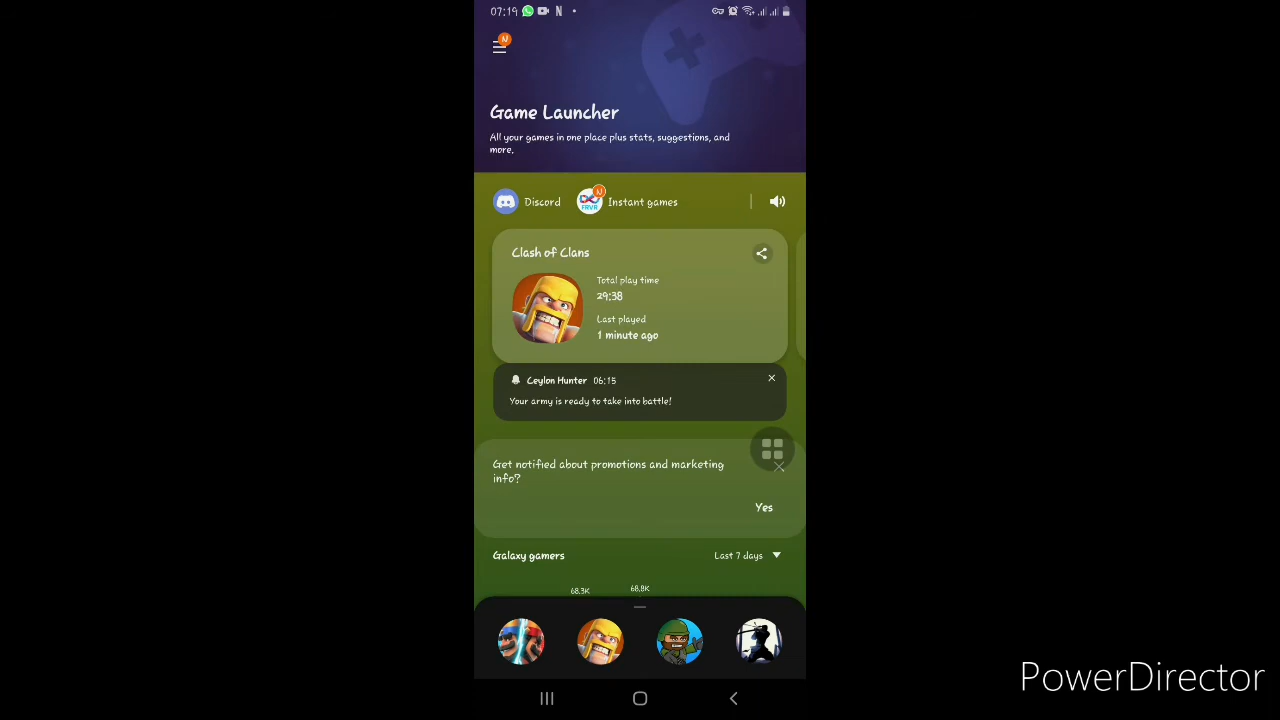 07:19 N
N
Game Launcher
All your games in one place plus stats, suggestions, and
more.
Discord
N
FRVR
Instant games
Clash of Clans
Total play time
29:38
Last played
1 minute ago
Ceylon Hunter 06:15
Your army is ready to take into battle!
Get notified about promotions and marketing
info?
Yes
Galaxy gamers
Last 7 days
68.3K
68.8K
PowerDirector